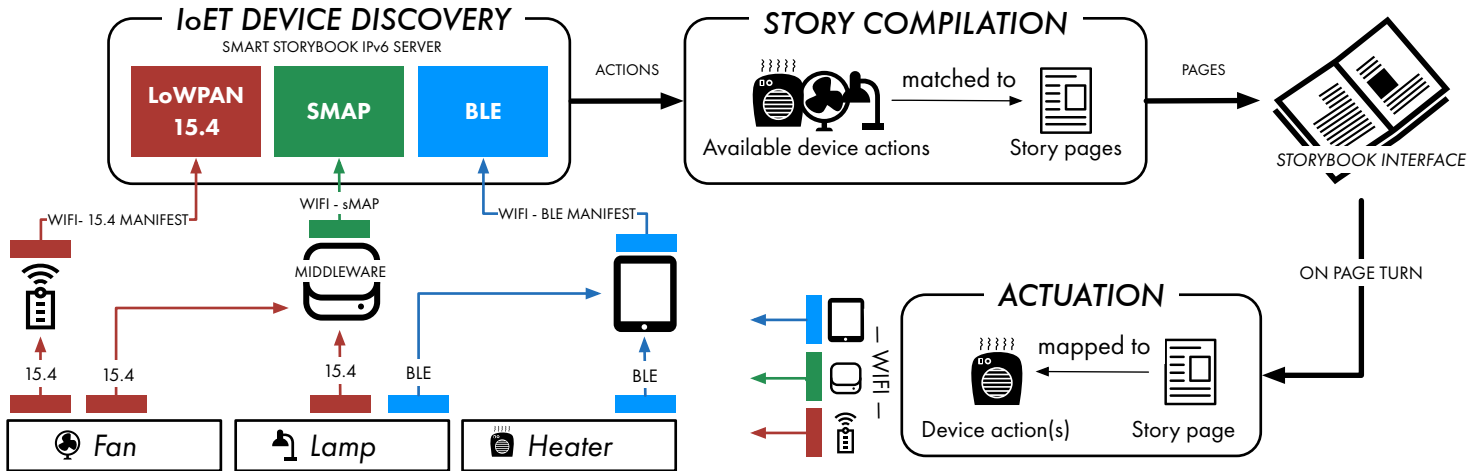 IoET DEVICE DISCOVERY
SMART STORYBOOK IPv6 SERVER
LoWPAN
15.4
SMAP
BLE
ACTIONS
STORY COMPILATION
matched to
Available device actions
Story pages
PAGES
STORYBOOK INTERFACE
WIFI- 15.4 MANIFEST
WIFI - sMAP
WIFI - BLE MANIFEST
MIDDLEWARE
15.4
15.4
15.4
BLE
BLE
Fan
Lamp
Heater
ON PAGE TURN
ACTUATION
mapped to
Device action(s)
Story page
— WIFI —